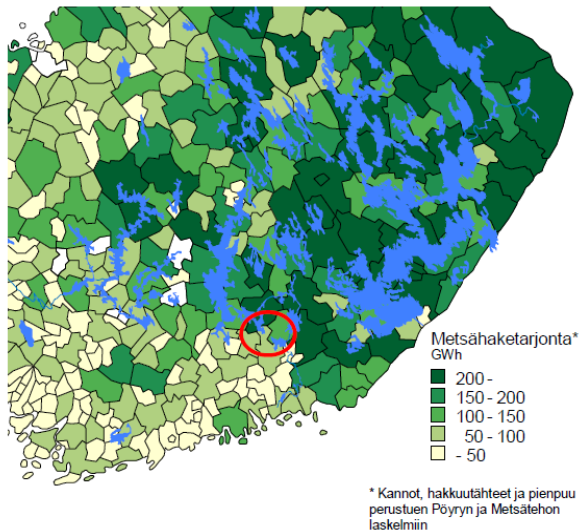 Metsähaketarjonta*
GWh
200 -
150 - 200
100 - 150
50 - 100
- 50
* Kannot, hakkuutähteet ja pienpuu
perustuen Pöyryn ja Metsätehon
laskelmiin